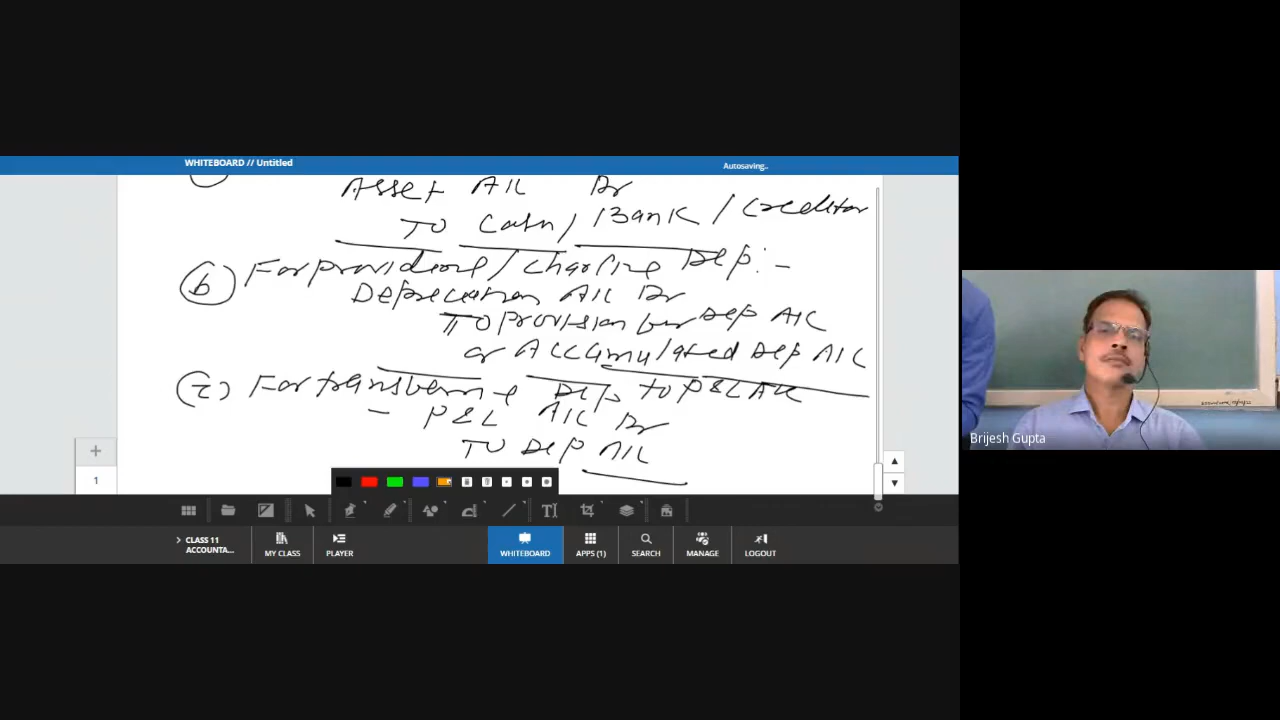 WHITEBOARD // Untitled
Autosaving..
Asset A/C Dr
To Cash / Bank / Creditor
(b) For providing / charging Dep: -
Depreciation A/C Dr
To provision for Dep A/C
or Accumulated Dep A/C
(c) For transferring Dep to P&L A/C
- P&L A/C Dr
To Dep A/C
1
Brijesh Gupta
TI
CLASS 11
ACCOUNTA...
MY CLASS
PLAYER
WHITEBOARD
APPS (1)
SEARCH
MANAGE
LOGOUT